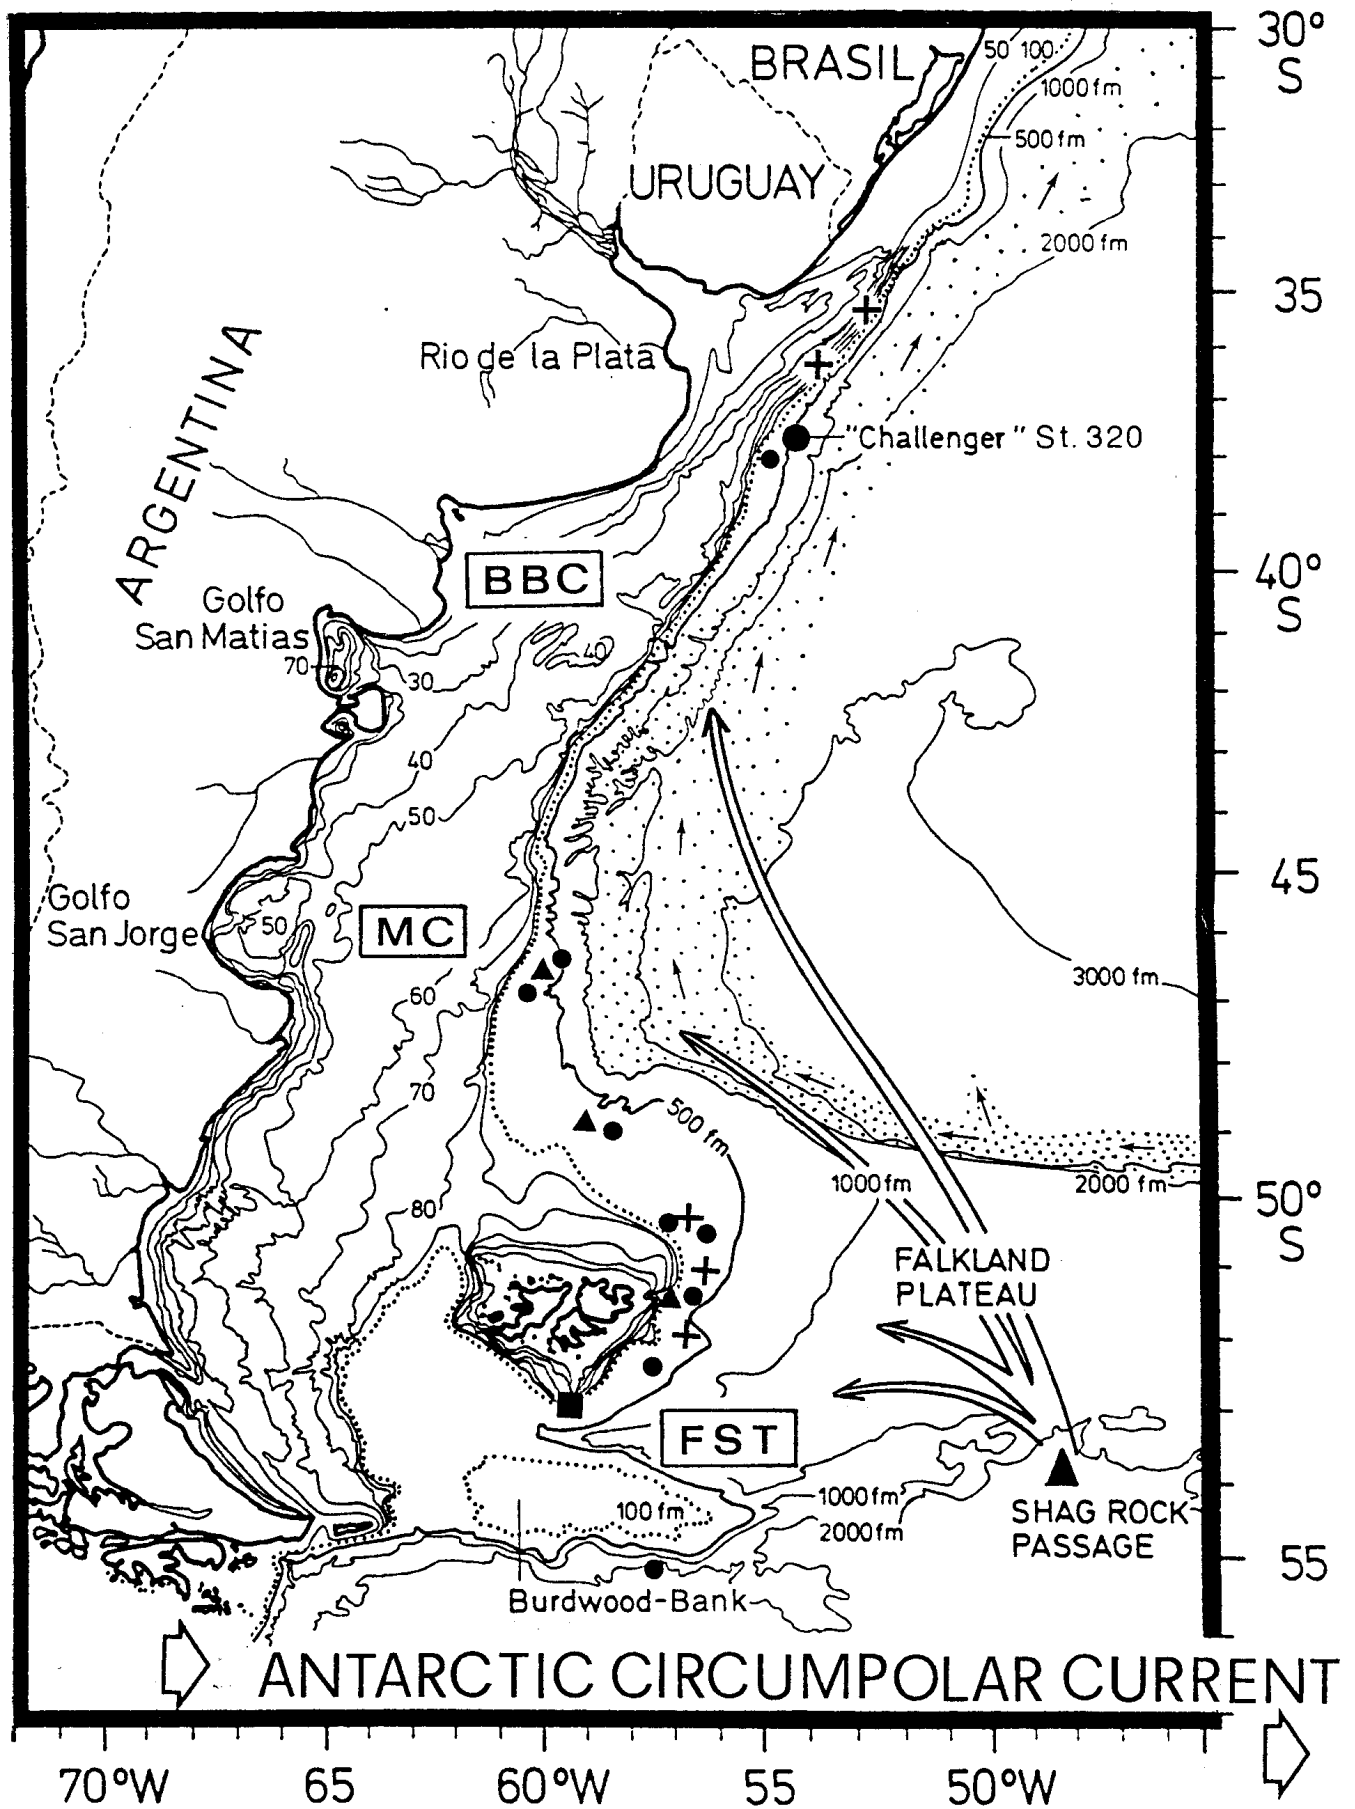 30°
S
BRASIL
50 100
1000 fm
500 fm
URUGUAY
2000 fm
35
Rio de la Plata
ARGENTINA
"Challenger" St. 320
BBC
40°
S
Golfo
San Matias
70
30
40
40
50
45
Golfo
San Jorge
50
MC
3000 fm
60
70
500 fm
1000 fm
2000 fm
50°
S
80
FALKLAND
PLATEAU
FST
100 fm
1000 fm
2000 fm
SHAG ROCK
PASSAGE
55
Burdwood-Bank
ANTARCTIC CIRCUMPOLAR CURRENT
70°W
65
60°W
55
50°W